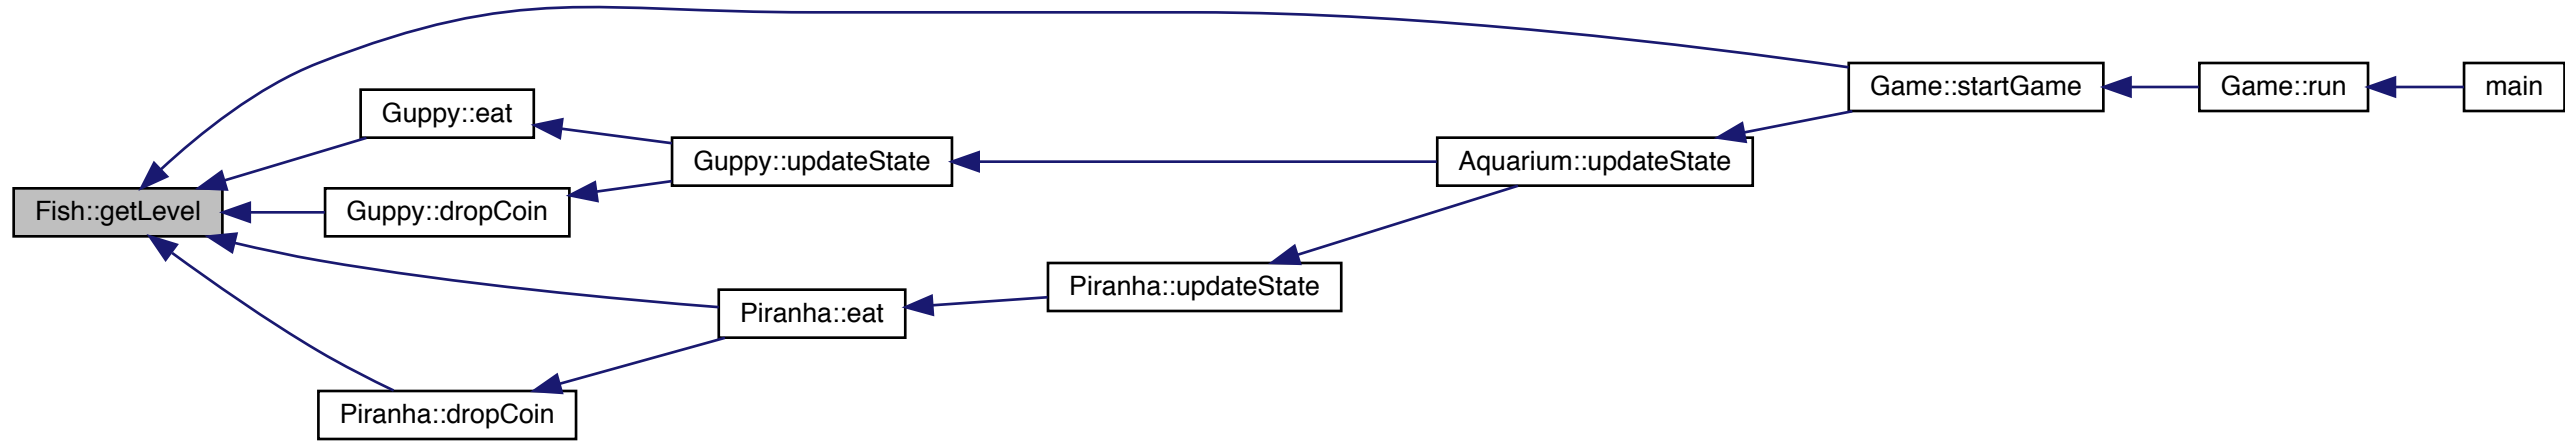 Game::startGame
Game::run
main
Guppy::eat
Guppy::updateState
Aquarium::updateState
Fish::getLevel
Guppy::dropCoin
Piranha::updateState
Piranha::eat
Piranha::dropCoin